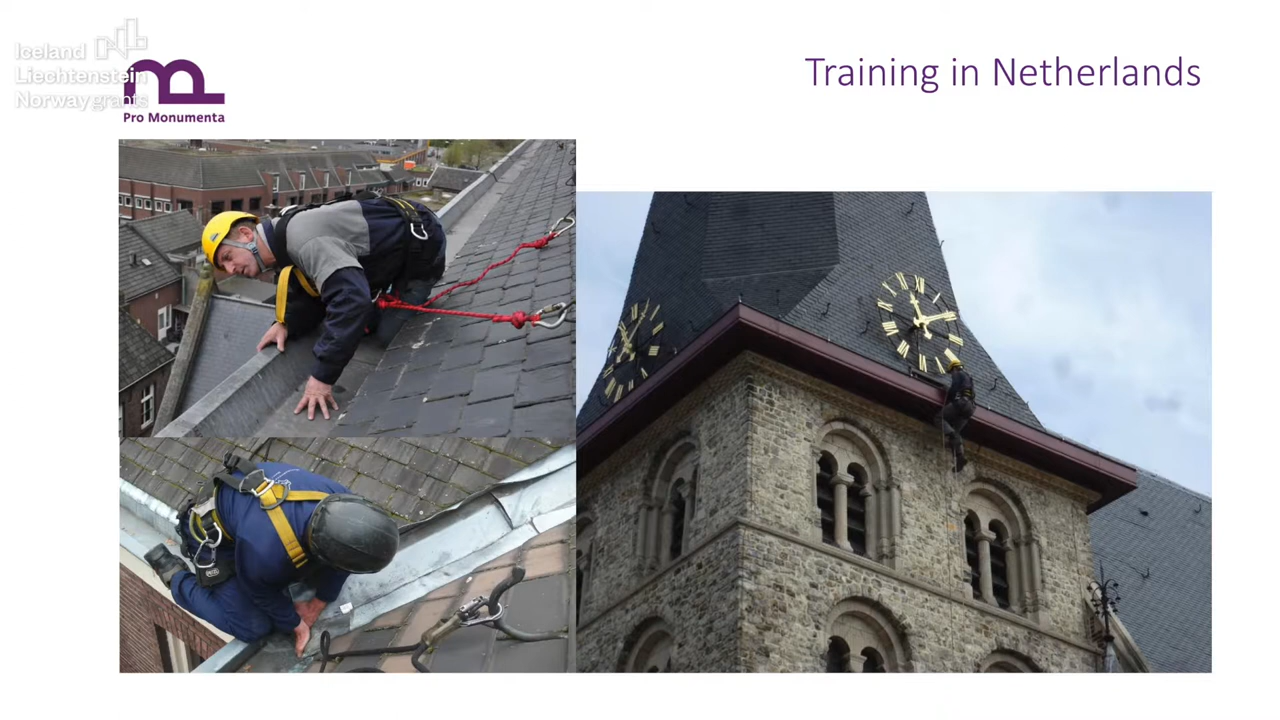 Iceland
Liechtenstein
Norway grants
Pro Monumenta
Training in Netherlands